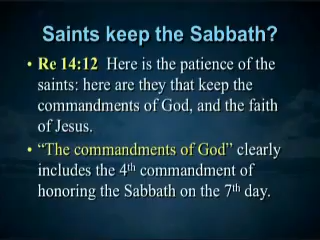 Saints keep the Sabbath?
• Re 14:12 Here is the patience of the
saints: here are they that keep the
commandments of God, and the faith
of Jesus.
• “The commandments of God” clearly
includes the 4th commandment of
honoring the Sabbath on the 7th day.